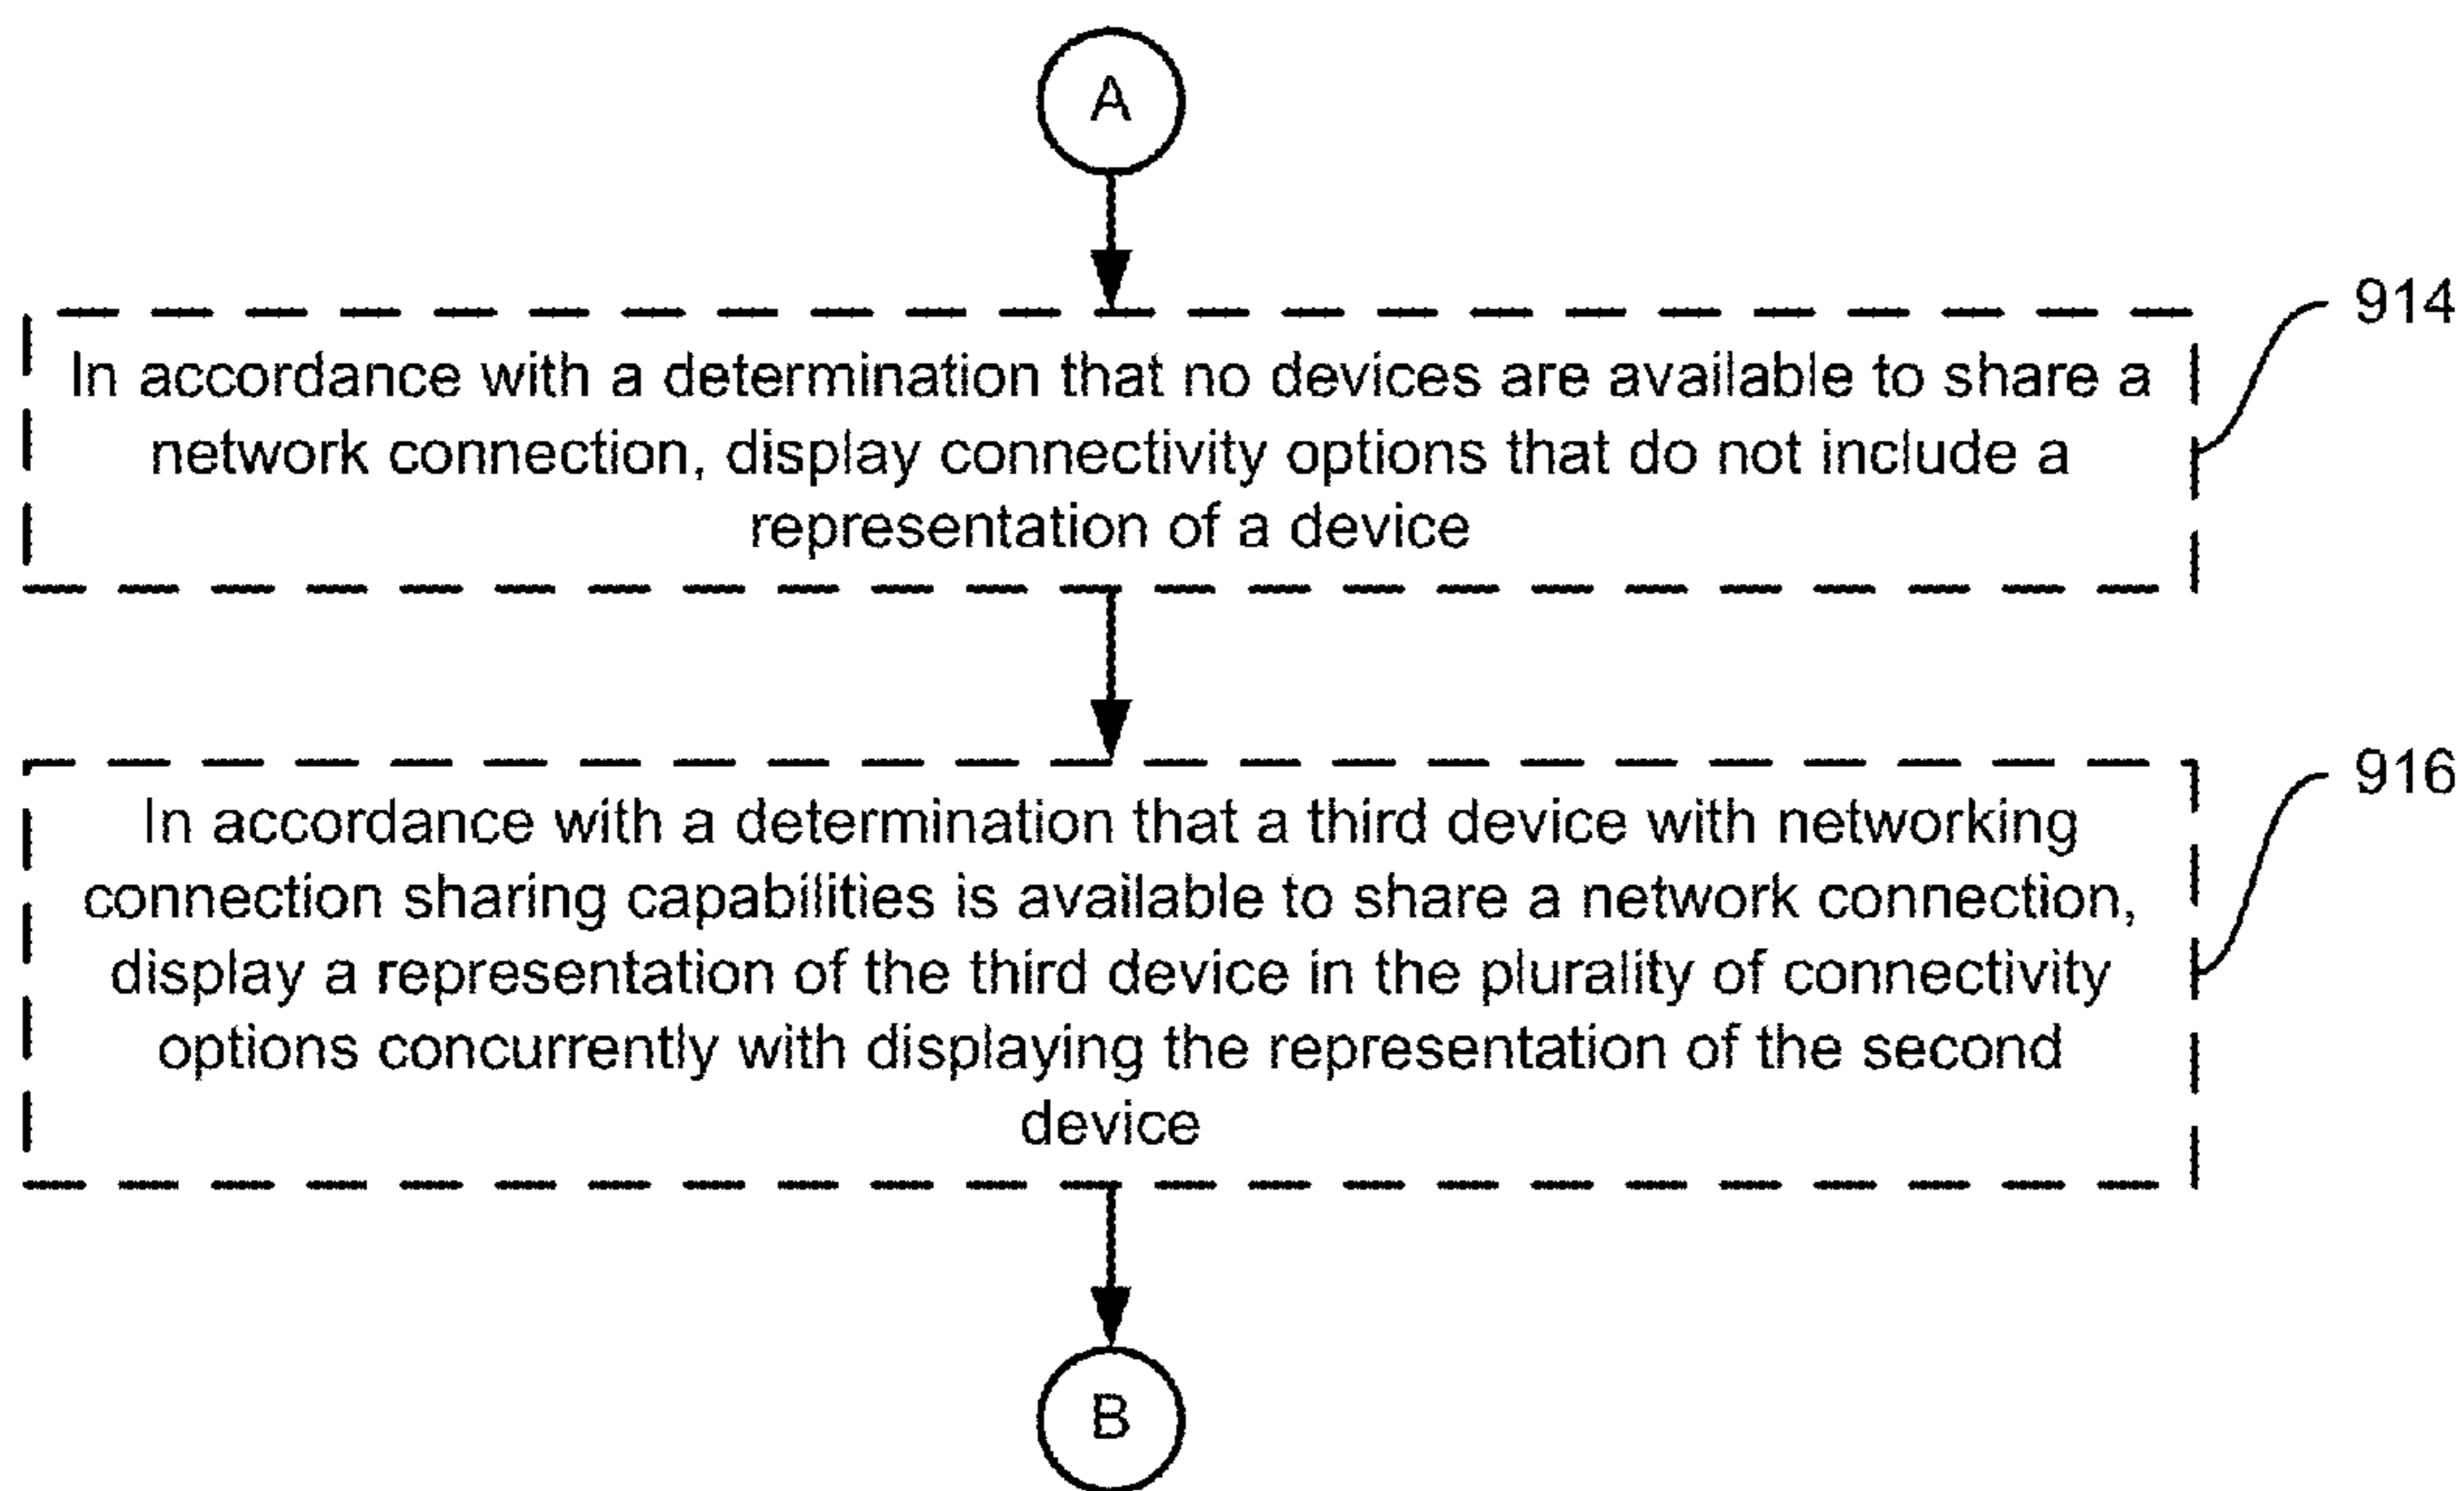 A
914
In accordance with a determination that no devices are available to share a
network connection, display connectivity options that do not include a
representation of a device
916
In accordance with a determination that a third device with networking
connection sharing capabilities is available to share a network connection,
display a representation of the third device in the plurality of connectivity
options concurrently with displaying the representation of the second
device
B